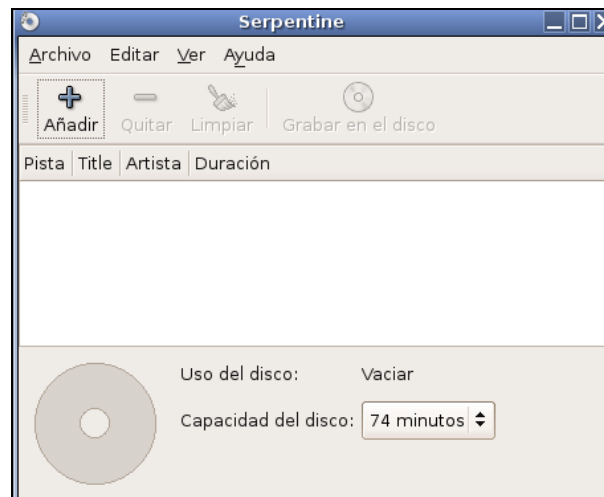 Serpentine
Archivo Editar Ver Ayuda
Añadir Quitar Limpiar Grabar en el disco
Pista Title Artista Duración
Uso del disco: Vaciar
Capacidad del disco: 74 minutos